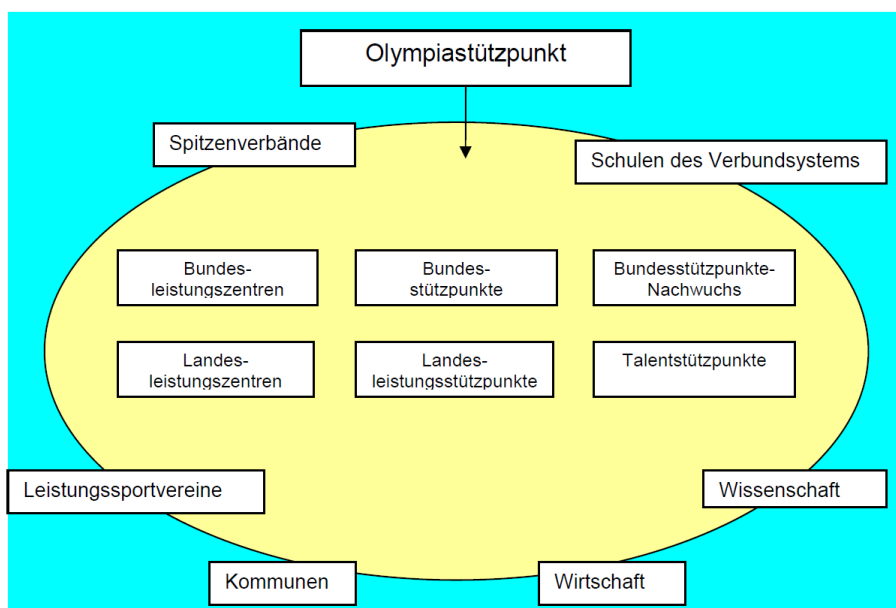 Olympiastützpunkt
Spitzenverbände
Schulen des Verbundsystems
Bundes-
leistungszentren
Bundes-
stützpunkte
Bundesstützpunkte-
Nachwuchs
Landes-
leistungszentren
Landes-
leistungsstützpunkte
Talentstützpunkte
Leistungssportvereine
Wissenschaft
Kommunen
Wirtschaft